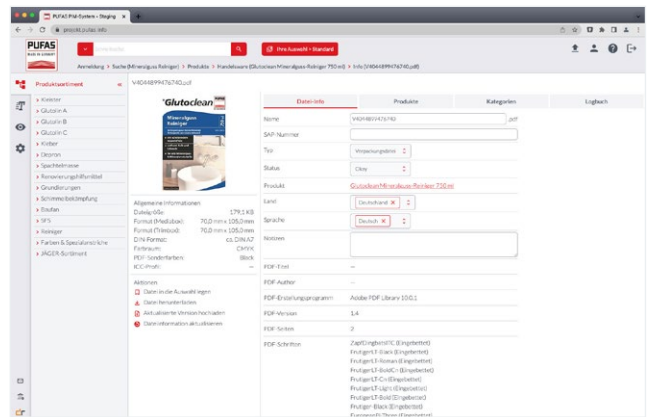 PUFAS PIM-System - Staging
projekt.pufas.info
PUFAS
Ihre Auswahl • Standard
Anmeldung > Suche (Mineralguss Reiniger) > Produkte > Handelsware (Glutoclean Mineralguss-Reiniger 750 ml) > Info (V4044899476740.pdf)
Produktsortiment
V4044899476740.pdf
Kleister
Glutolin A
Glutolin B
Glutolin C
Kleber
Decoton
Spachtelmasse
Renovierungshilfsmittel
Grundierungen
Schimmelbekämpfung
Baufan
SFS
Reiniger
Farben & Spezialanstriche
JÄGER-Sortiment
Glutoclean
Mineralguss
Reiniger
Allgemeine Informationen
Dateigröße: 179,1 KB
Format (Mediabox): 70,0 mm x 105,0 mm
Format (Trimbox): 70,0 mm x 105,0 mm
DIN-Format: ca. DIN A7
Farbraum: CMYK
PDF-Sonderfarben: Black
ICC-Profil: —
Aktionen
Datei in die Auswahl legen
Datei herunterladen
Aktualisierte Version hochladen
Dateiinformation aktualisieren
Datei-Info Produkte Kategorien Logbuch
Name V4044899476740 .pdf
SAP-Nummer
Typ Verpackungsdaten
Status Okay
Produkt Glutoclean Mineralguss-Reiniger 750 ml
Land Deutschland ×
Sprache Deutsch ×
Notizen
PDF-Titel —
PDF-Author —
PDF-Erstellungsprogramm Adobe PDF Library 10.0.1
PDF-Version 1.4
PDF-Seiten 2
PDF-Schriften ZapfDingbatsITC (Eingebettet)
FrutigerLT-Black (Eingebettet)
FrutigerLT-Roman (Eingebettet)
FrutigerLT-BoldCn (Eingebettet)
FrutigerLT-Cn (Eingebettet)
FrutigerLT-Light (Eingebettet)
FrutigerLT-Bold (Eingebettet)
Frutiger-Black (Eingebettet)